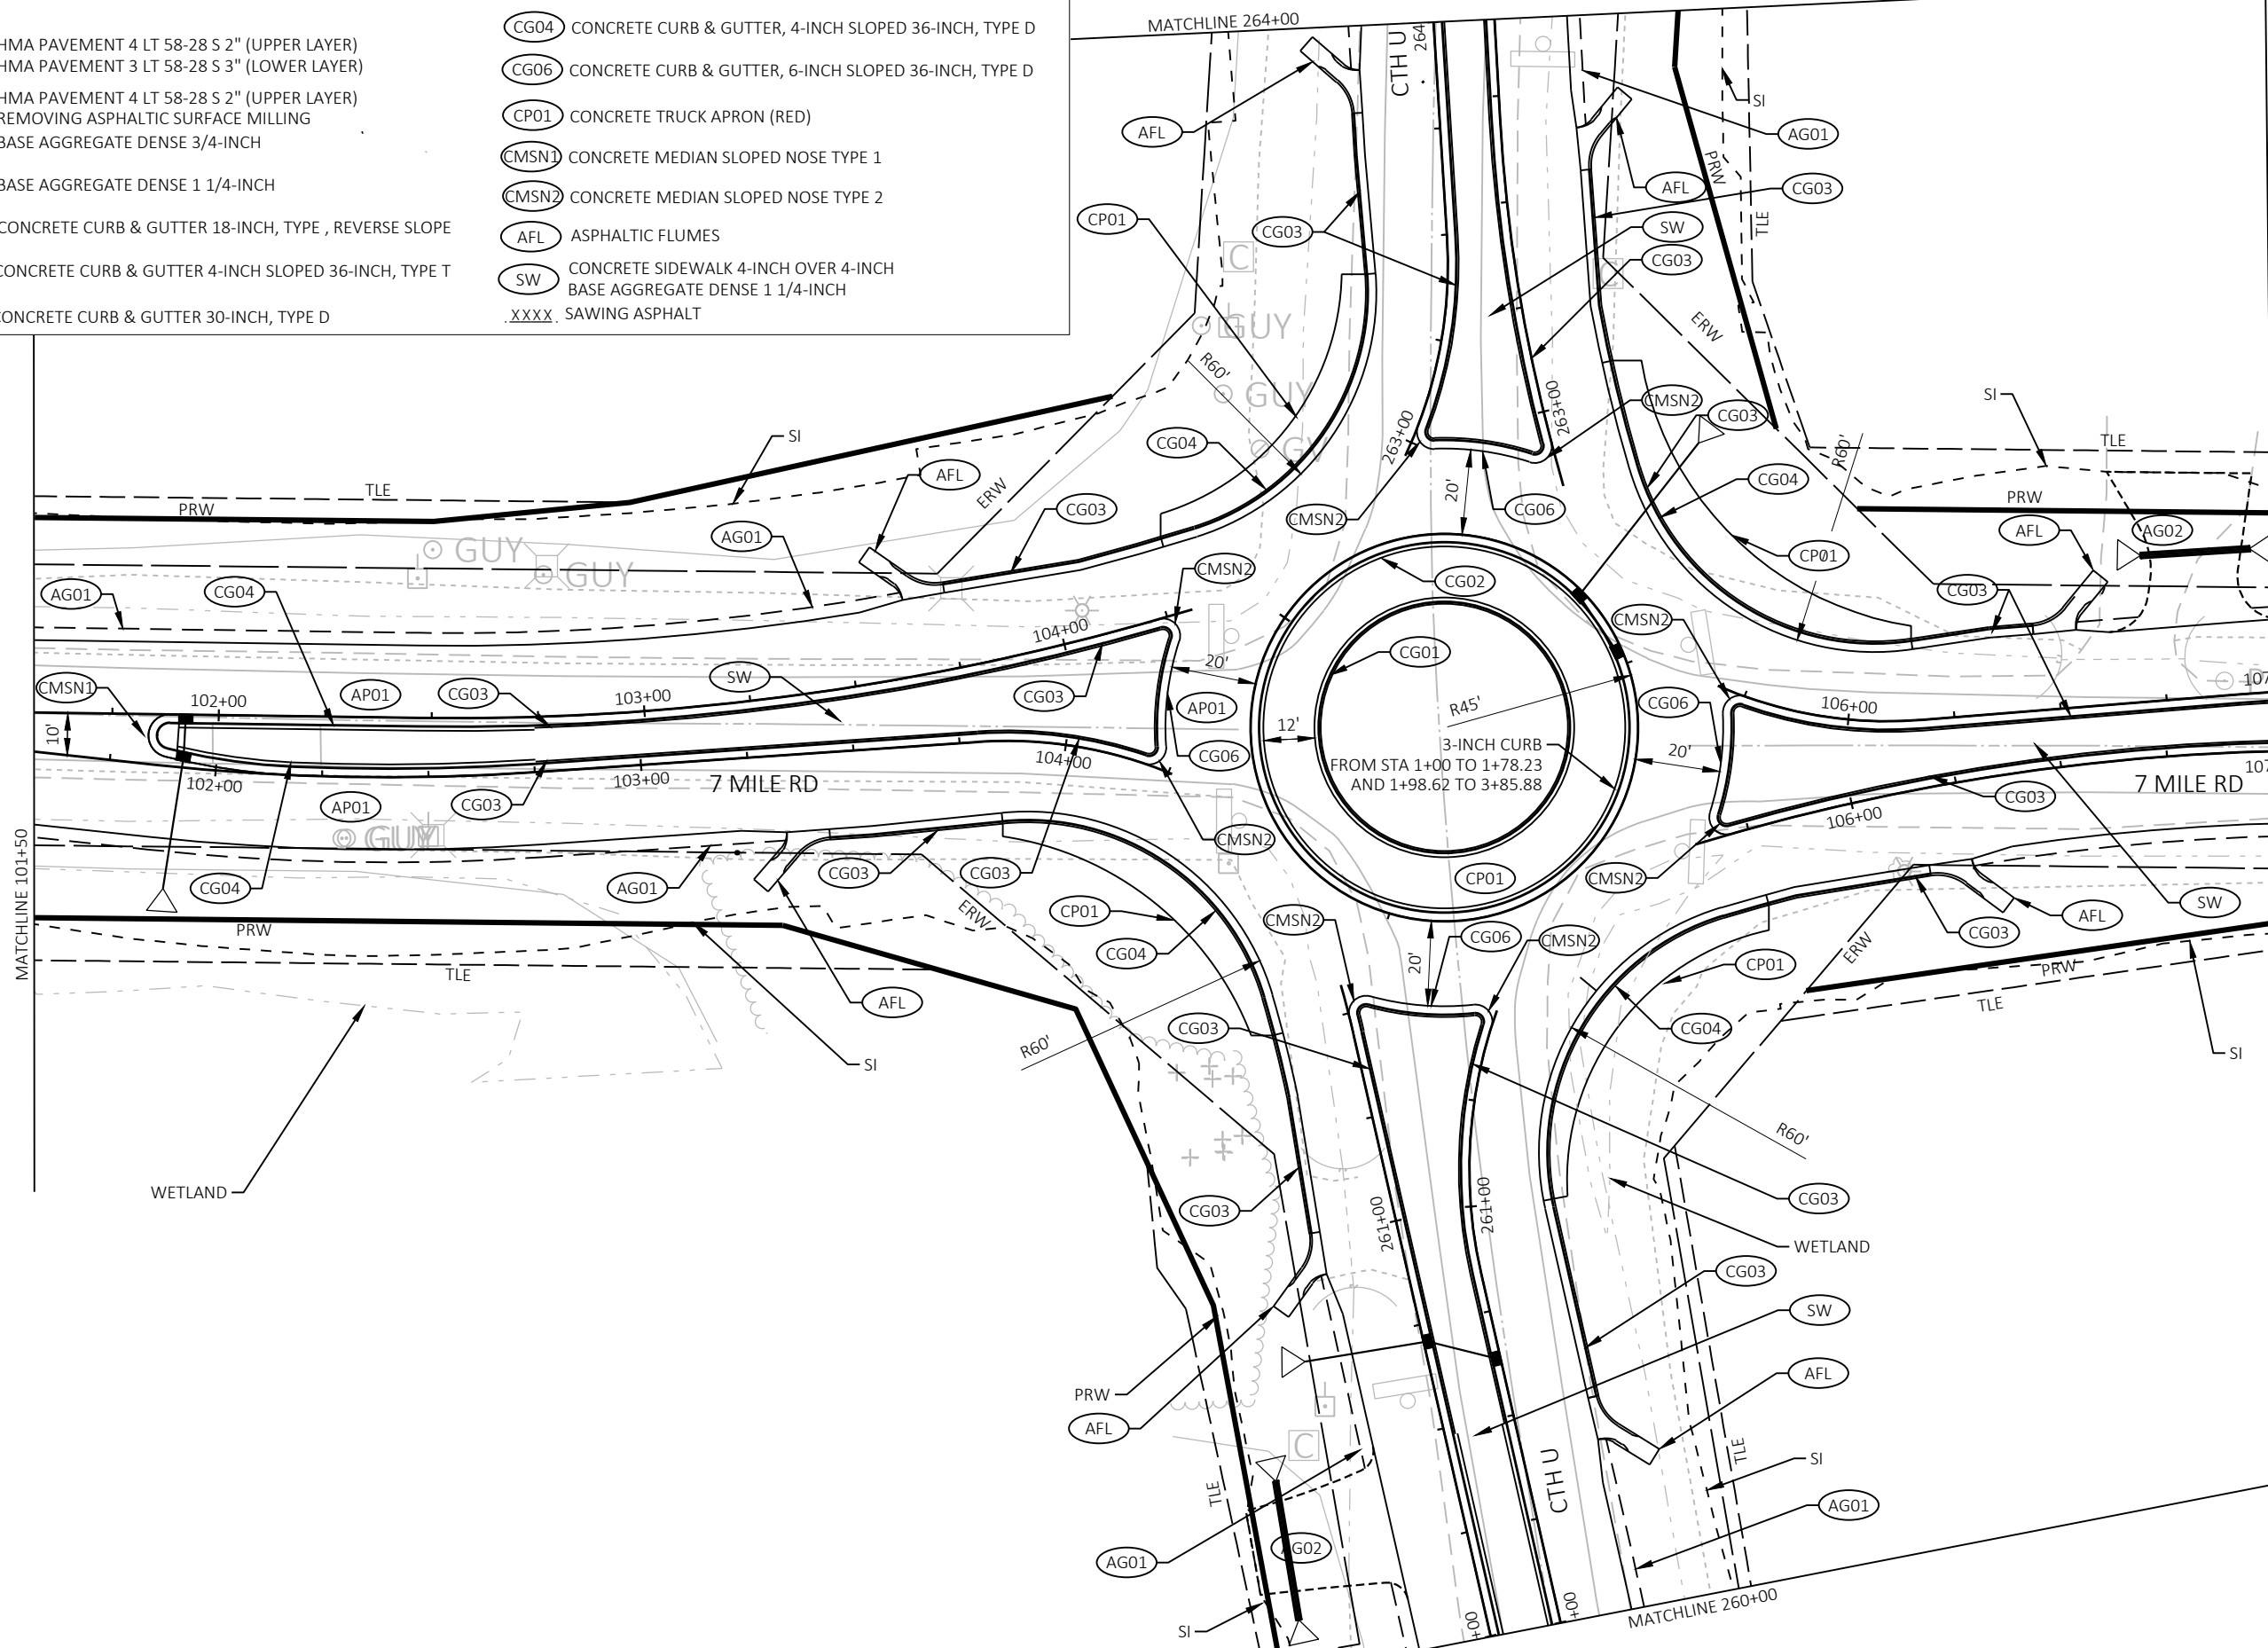 HMA PAVEMENT 4 LT 58-28 S 2" (UPPER LAYER)
HMA PAVEMENT 3 LT 58-28 S 3" (LOWER LAYER)
HMA PAVEMENT 4 LT 58-28 S 2" (UPPER LAYER)
REMOVING ASPHALTIC SURFACE MILLING
BASE AGGREGATE DENSE 3/4-INCH
BASE AGGREGATE DENSE 1 1/4-INCH
CONCRETE CURB & GUTTER 18-INCH, TYPE , REVERSE SLOPE
CONCRETE CURB & GUTTER 4-INCH SLOPED 36-INCH, TYPE T
CONCRETE CURB & GUTTER 30-INCH, TYPE D
CG04 CONCRETE CURB & GUTTER, 4-INCH SLOPED 36-INCH, TYPE D
CG06 CONCRETE CURB & GUTTER, 6-INCH SLOPED 36-INCH, TYPE D
CP01 CONCRETE TRUCK APRON (RED)
CMSN1 CONCRETE MEDIAN SLOPED NOSE TYPE 1
CMSN2 CONCRETE MEDIAN SLOPED NOSE TYPE 2
AFL ASPHALTIC FLUMES
SW CONCRETE SIDEWALK 4-INCH OVER 4-INCH
BASE AGGREGATE DENSE 1 1/4-INCH
XXXX SAWING ASPHALT
MATCHLINE 264+00
CTH U
264
SI
AFL
AG01
PRW
AFL
CG03
CP01
CG03
SW
TLE
C
CG03
C
GUY
ERW
R60'
GUY
CMSN2
263+00
CG03
SI
263+00
CG04
GV
R60'
TLE
SI
AFL
CG04
TLE
ERW
20'
PRW
PRW
CG03
CMSN2
CG06
AFL
AG02
AG01
GUY
CP01
GUY
CMSN2
CG02
AG01
CG04
CG03
CMSN2
104+00
CG01
20'
SW
CMSN1
102+00
AP01
CG03
103+00
CG03
AP01
R45'
CG06
106+00
107
10'
12'
3-INCH CURB
FROM STA 1+00 TO 1+78.23
AND 1+98.62 TO 3+85.88
20'
CG06
104+00
102+00
103+00
7 MILE RD
7 MILE RD
107
AP01
CG03
CG03
106+00
GUY
GUY
CMSN2
MATCHLINE 101+50
CG04
AG01
CG03
CG03
CP01
CMSN2
SW
ERW
CP01
CMSN2
AFL
PRW
CG06
CMSN2
CG03
CG04
20'
ERW
CP01
PRW
TLE
AFL
TLE
CG03
CG04
R60'
SI
SI
R60'
WETLAND
CG03
CG03
261+00
261+00
WETLAND
CG03
SW
AFL
PRW
AFL
C
TLE
TLE
SI
CTH U
AG01
AG02
AG01
SI
+00
+00
MATCHLINE 260+00